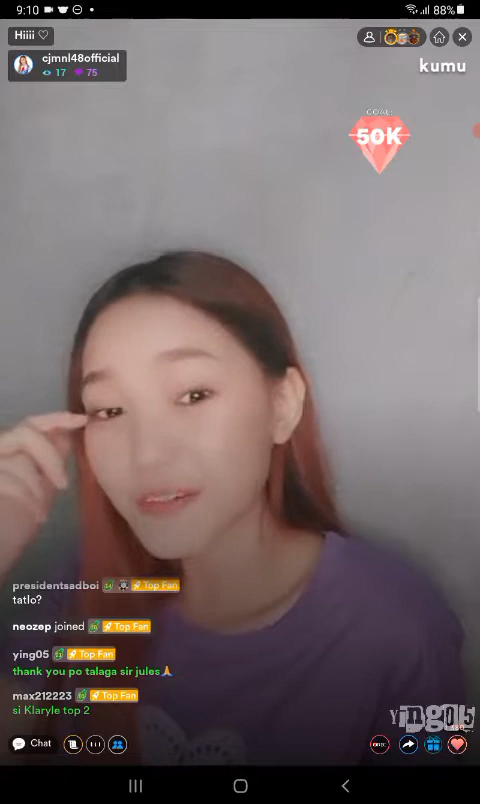 9:10
88%
Hiiii ♡
cjmnl48official
17 75
kumu
GOAL:
50K
presidentsadboi Top Fan
tatlo?
neozep joined Top Fan
ying05 Top Fan
thank you po talaga sir jules🙏
max212223 Top Fan
si Klaryle top 2
Chat